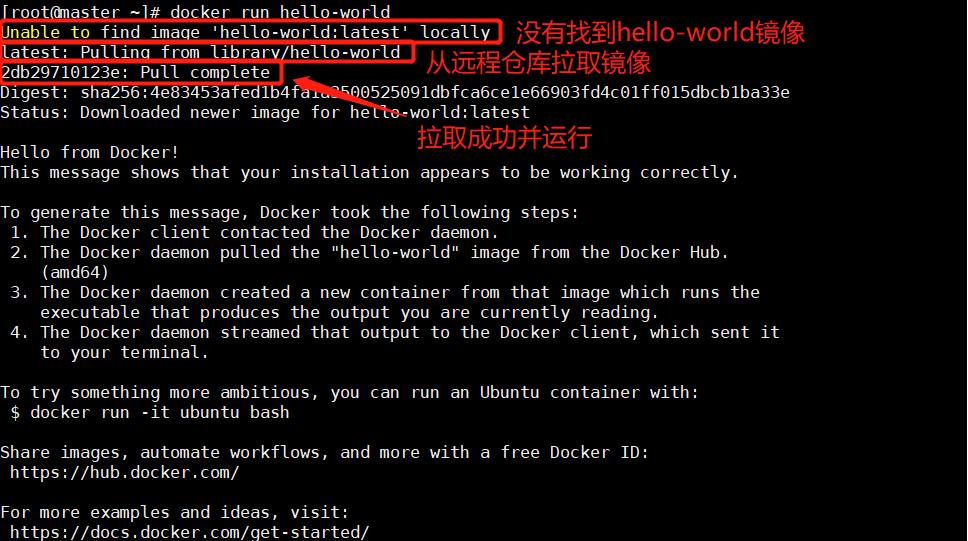 [root@master ~]# docker run hello-world
Unable to find image 'hello-world:latest' locally
没有找到hello-world镜像
latest: Pulling from library/hello-world
从远程仓库拉取镜像
2db29710123e: Pull complete
Digest: sha256:4e83453afed1b4fa1a3500525091dbfca6ce1e66903fd4c01ff015dbcb1ba33e
Status: Downloaded newer image for hello-world:latest
拉取成功并运行
Hello from Docker!
This message shows that your installation appears to be working correctly.
To generate this message, Docker took the following steps:
1. The Docker client contacted the Docker daemon.
2. The Docker daemon pulled the "hello-world" image from the Docker Hub.
(amd64)
3. The Docker daemon created a new container from that image which runs the
executable that produces the output you are currently reading.
4. The Docker daemon streamed that output to the Docker client, which sent it
to your terminal.
To try something more ambitious, you can run an Ubuntu container with:
$ docker run -it ubuntu bash
Share images, automate workflows, and more with a free Docker ID:
https://hub.docker.com/
For more examples and ideas, visit:
https://docs.docker.com/get-started/